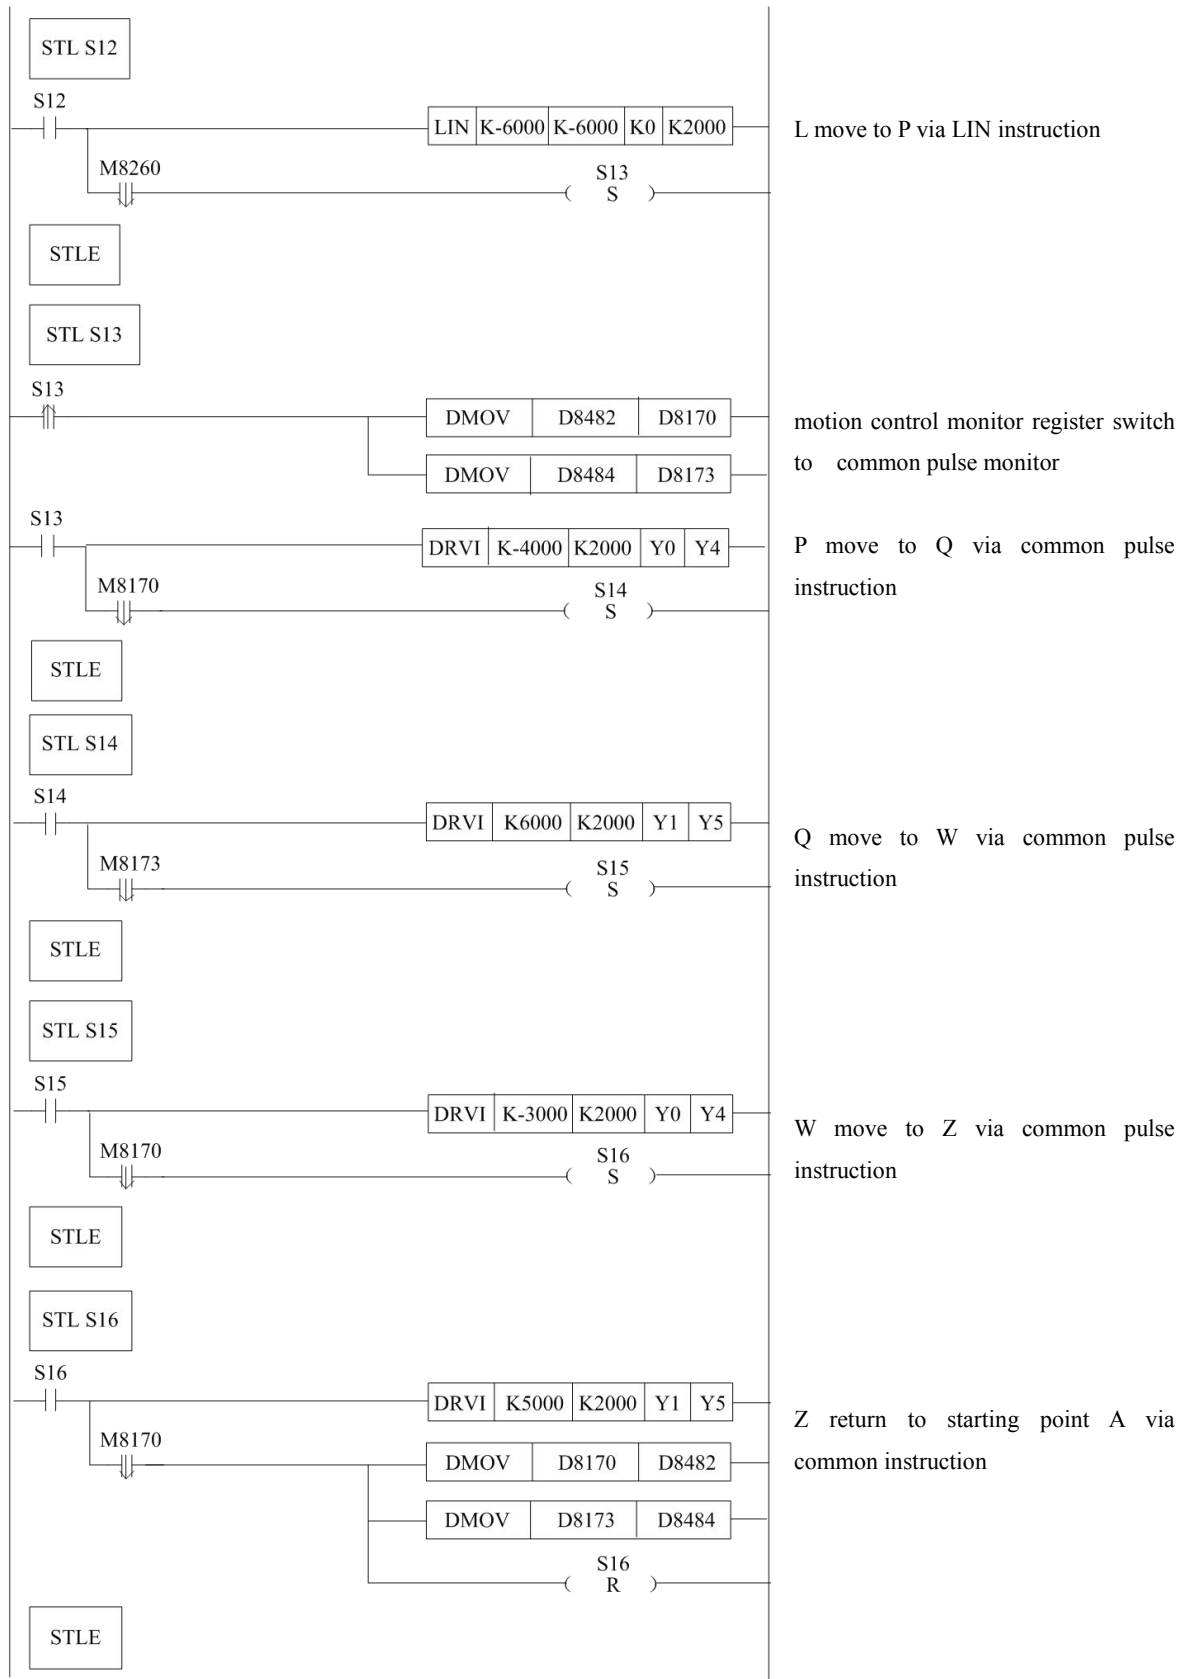 STL S12
S12
LIN K-6000 K-6000 K0 K2000
L move to P via LIN instruction
M8260
S13
S
STLE
STL S13
S13
DMOV D8482 D8170
motion control monitor register switch
to common pulse monitor
DMOV D8484 D8173
S13
DRVI K-4000 K2000 Y0 Y4
P move to Q via common pulse
instruction
M8170
S14
S
STLE
STL S14
S14
DRVI K6000 K2000 Y1 Y5
Q move to W via common pulse
instruction
M8173
S15
S
STLE
STL S15
S15
DRVI K-3000 K2000 Y0 Y4
W move to Z via common pulse
instruction
M8170
S16
S
STLE
STL S16
S16
DRVI K5000 K2000 Y1 Y5
Z return to starting point A via
common instruction
M8170
DMOV D8170 D8482
DMOV D8173 D8484
S16
R
STLE